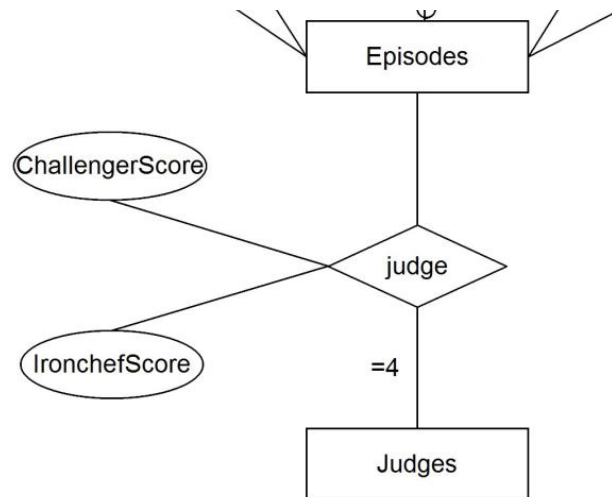 Episodes
ChallengerScore
judge
IronchefScore
=4
Judges